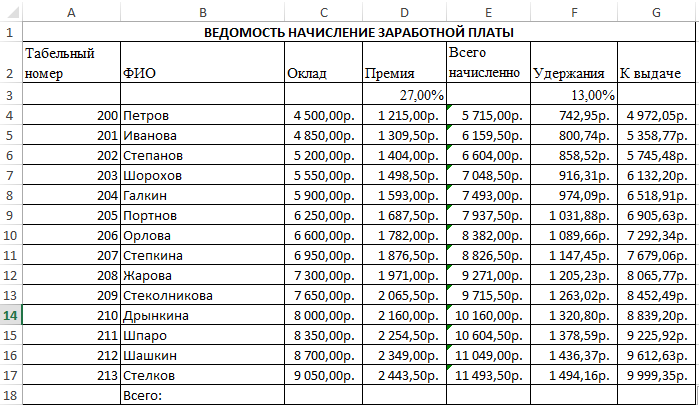 A B C D E F G
1 ВЕДОМОСТЬ НАЧИСЛЕНИЕ ЗАРАБОТНОЙ ПЛАТЫ
2 Табельный номер ФИО Оклад Премия Всего начисленно Удержания К выдаче
3 27,00% 13,00%
4 200 Петров 4 500,00р. 1 215,00р. 5 715,00р. 742,95р. 4 972,05р.
5 201 Иванова 4 850,00р. 1 309,50р. 6 159,50р. 800,74р. 5 358,77р.
6 202 Степанов 5 200,00р. 1 404,00р. 6 604,00р. 858,52р. 5 745,48р.
7 203 Шорохов 5 550,00р. 1 498,50р. 7 048,50р. 916,31р. 6 132,20р.
8 204 Галкин 5 900,00р. 1 593,00р. 7 493,00р. 974,09р. 6 518,91р.
9 205 Портнов 6 250,00р. 1 687,50р. 7 937,50р. 1 031,88р. 6 905,63р.
10 206 Орлова 6 600,00р. 1 782,00р. 8 382,00р. 1 089,66р. 7 292,34р.
11 207 Степкина 6 950,00р. 1 876,50р. 8 826,50р. 1 147,45р. 7 679,06р.
12 208 Жарова 7 300,00р. 1 971,00р. 9 271,00р. 1 205,23р. 8 065,77р.
13 209 Стеколникова 7 650,00р. 2 065,50р. 9 715,50р. 1 263,02р. 8 452,49р.
14 210 Дрынкина 8 000,00р. 2 160,00р. 10 160,00р. 1 320,80р. 8 839,20р.
15 211 Шпаро 8 350,00р. 2 254,50р. 10 604,50р. 1 378,59р. 9 225,92р.
16 212 Шашкин 8 700,00р. 2 349,00р. 11 049,00р. 1 436,37р. 9 612,63р.
17 213 Стелков 9 050,00р. 2 443,50р. 11 493,50р. 1 494,16р. 9 999,35р.
18 Всего: